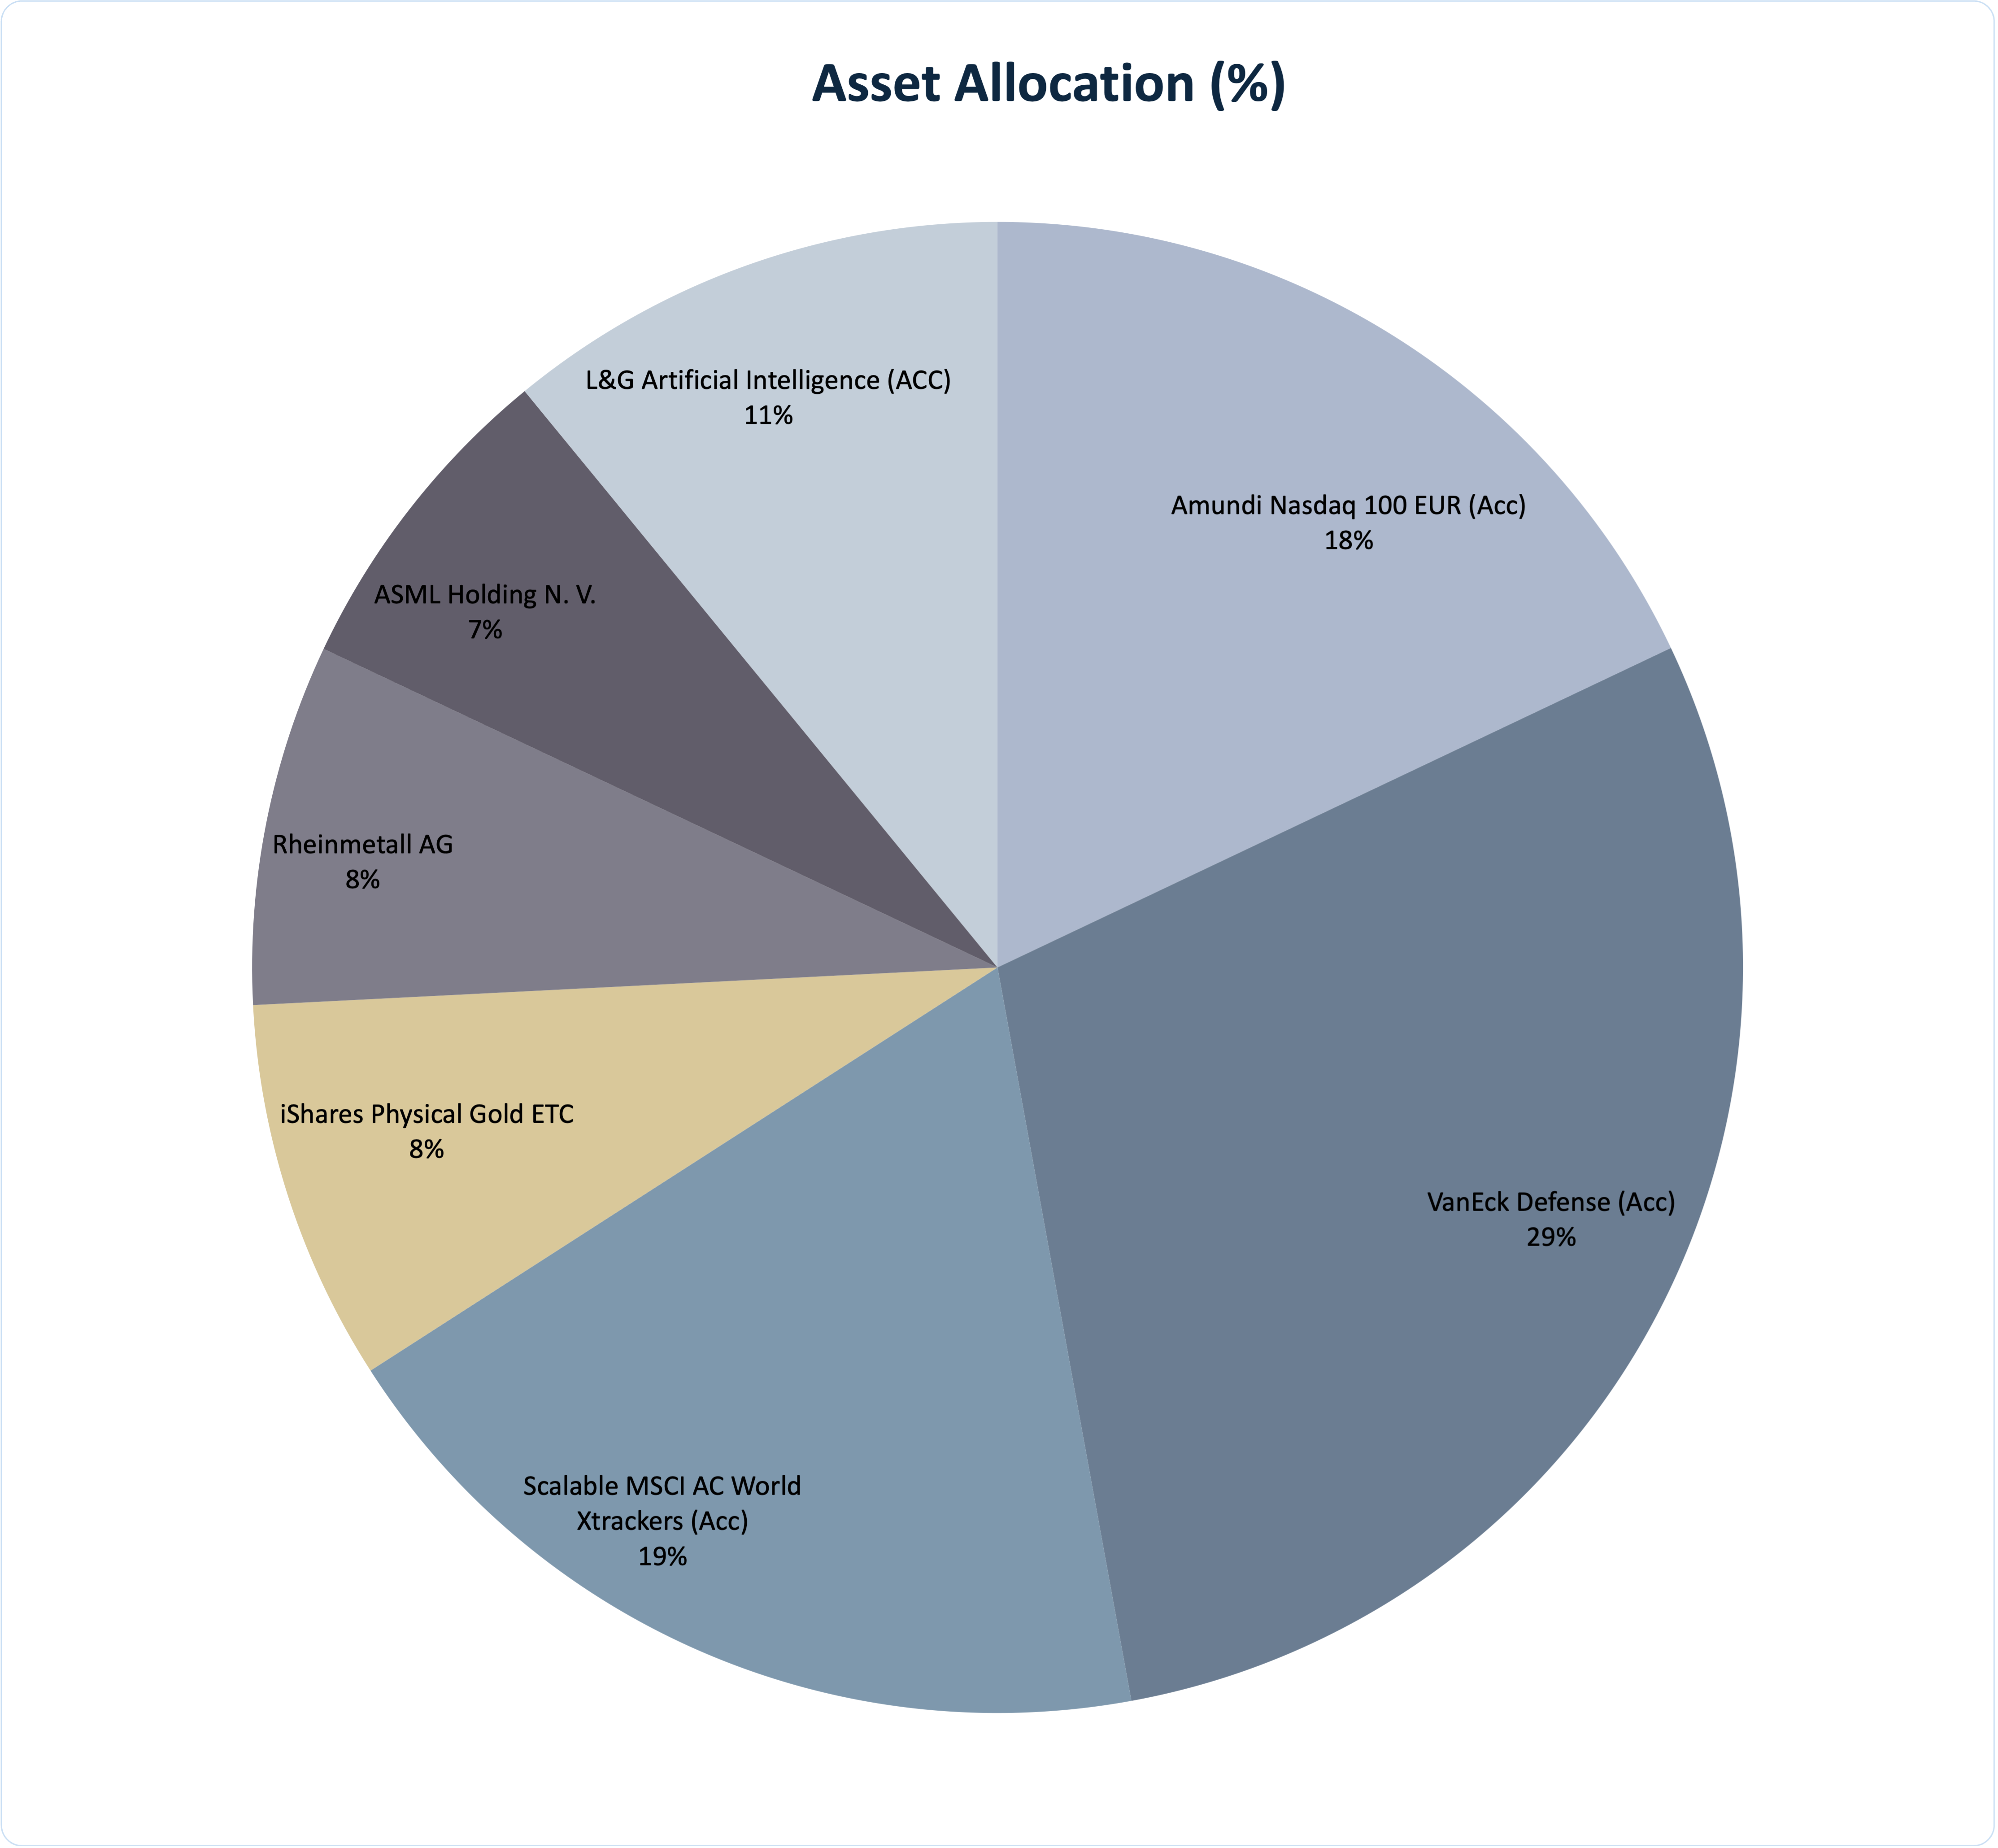 Asset Allocation (%)
L&G Artificial Intelligence (ACC)
11%
Amundi Nasdaq 100 EUR (Acc)
18%
ASML Holding N. V.
7%
Rheinmetall AG
8%
iShares Physical Gold ETC
8%
VanEck Defense (Acc)
29%
Scalable MSCI AC World
Xtrackers (Acc)
19%